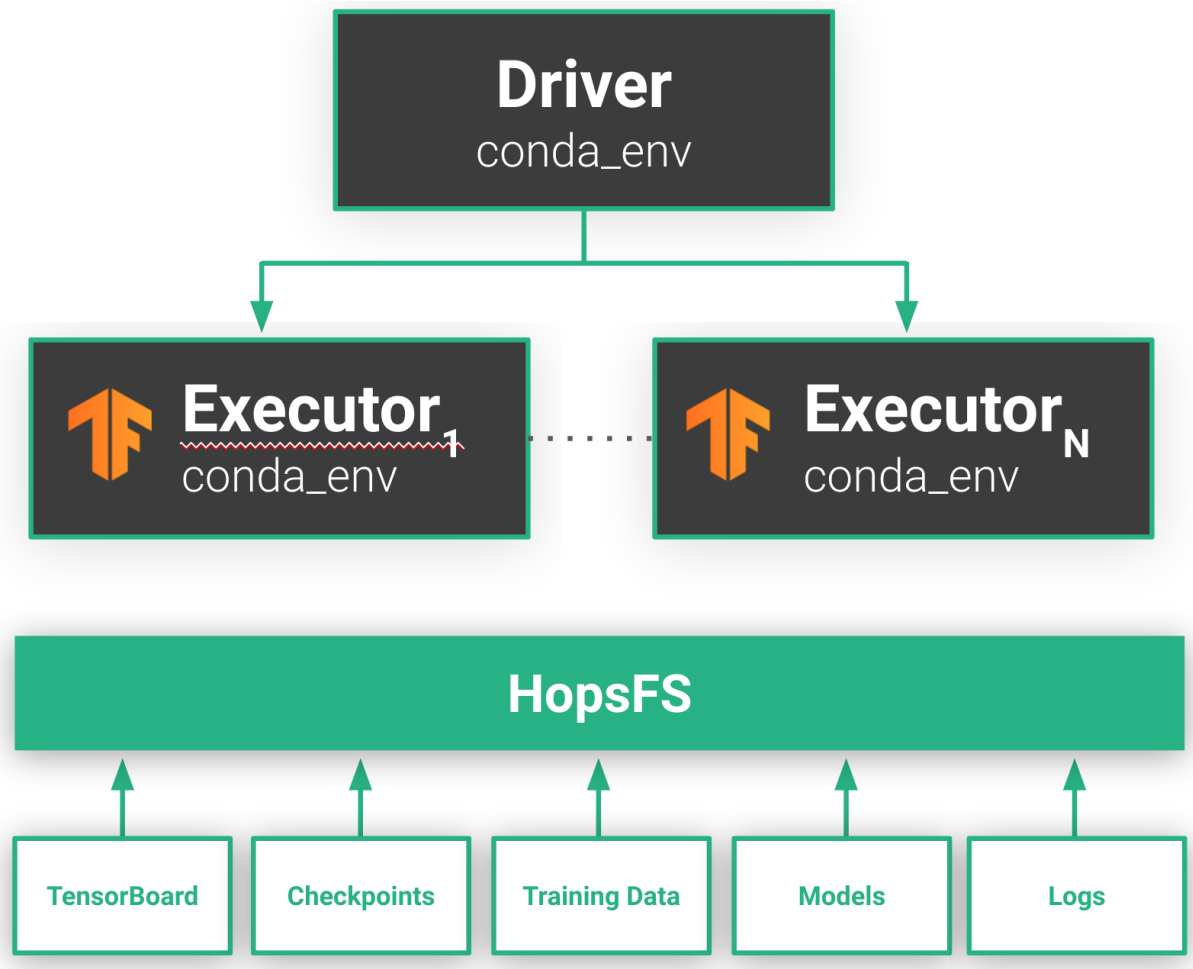 Driver
conda_env
Executor1
conda_env
ExecutorN
conda_env
HopsFS
TensorBoard
Checkpoints
Training Data
Models
Logs